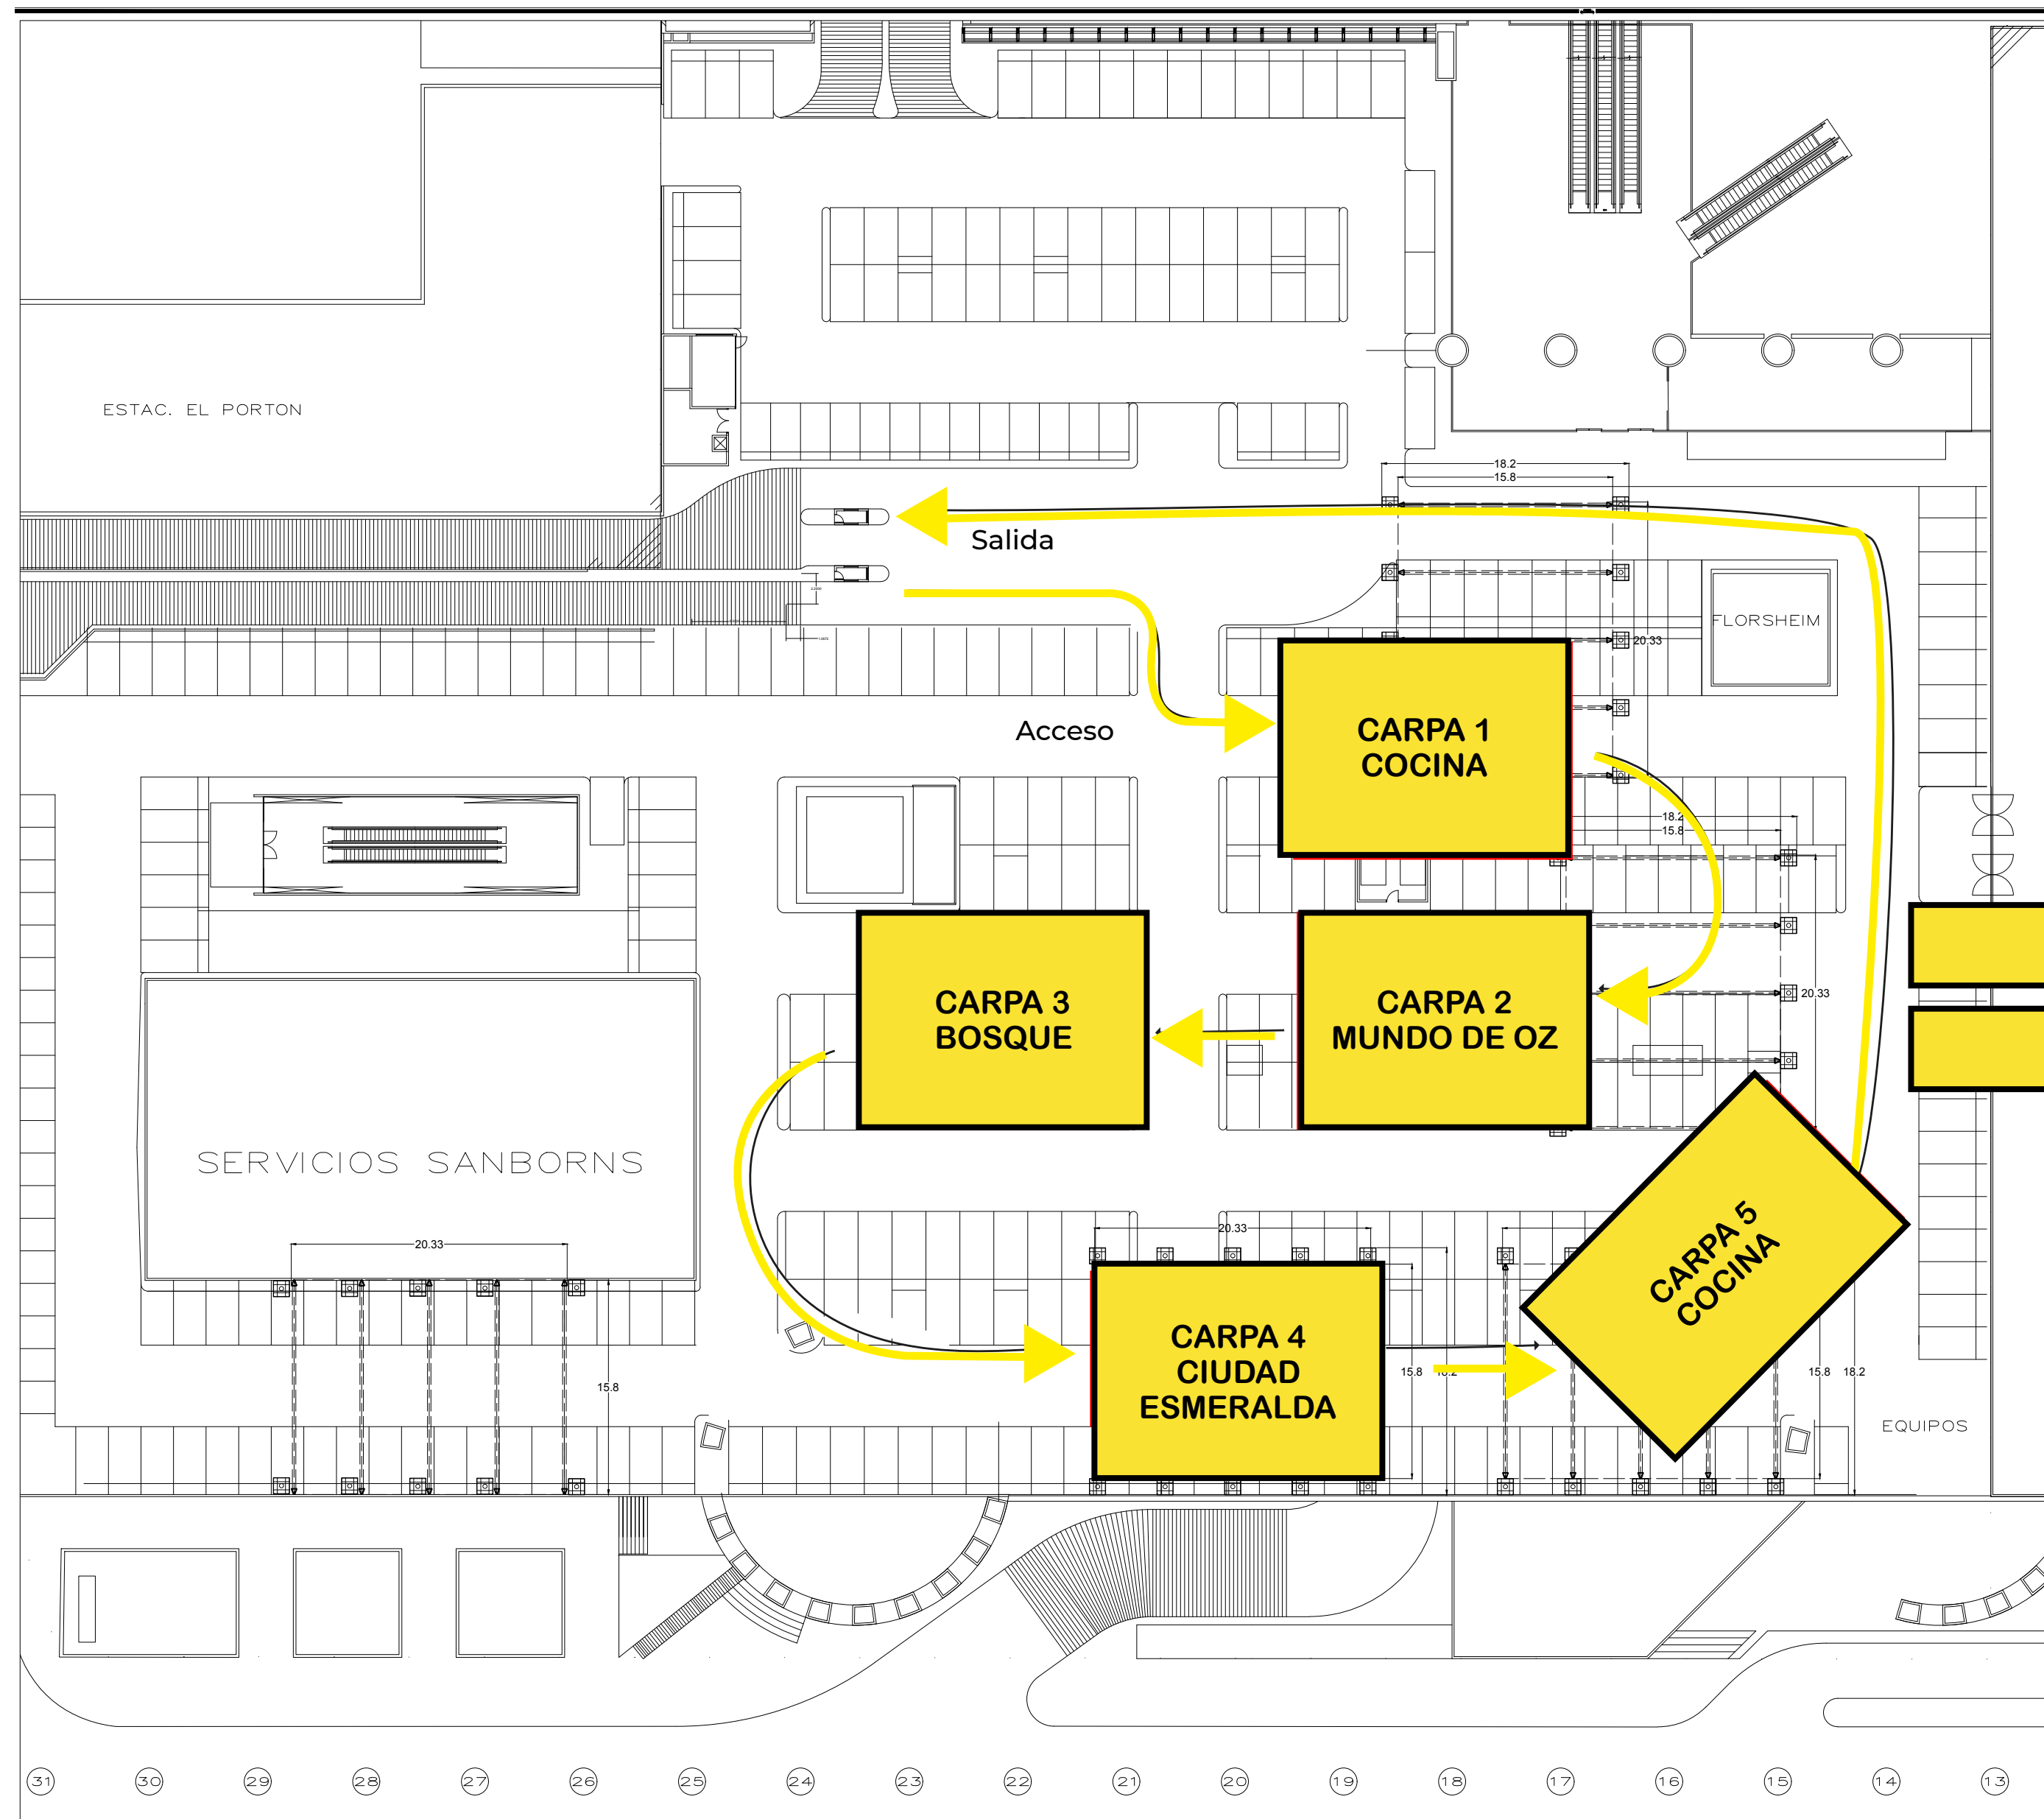 ESTAC. EL PORTON
18.2
15.8
Salida
FLORSHEIM
20.33
Acceso
CARPA 1
COCINA
18.2
15.8
20.33
CARPA 3
BOSQUE
CARPA 2
MUNDO DE OZ
SERVICIOS SANBORNS
CARPA 5
COCINA
20.33
20.33
15.8
CARPA 4
CIUDAD
ESMERALDA
15.8
15.8
18.2
EQUIPOS
31
30
29
28
27
26
25
24
23
22
21
20
19
18
17
16
15
14
13